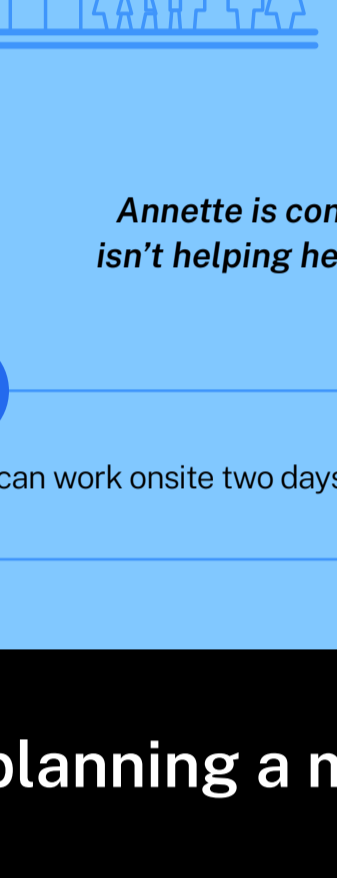 Annette is con
isn’t helping he
can work onsite two days
planning a